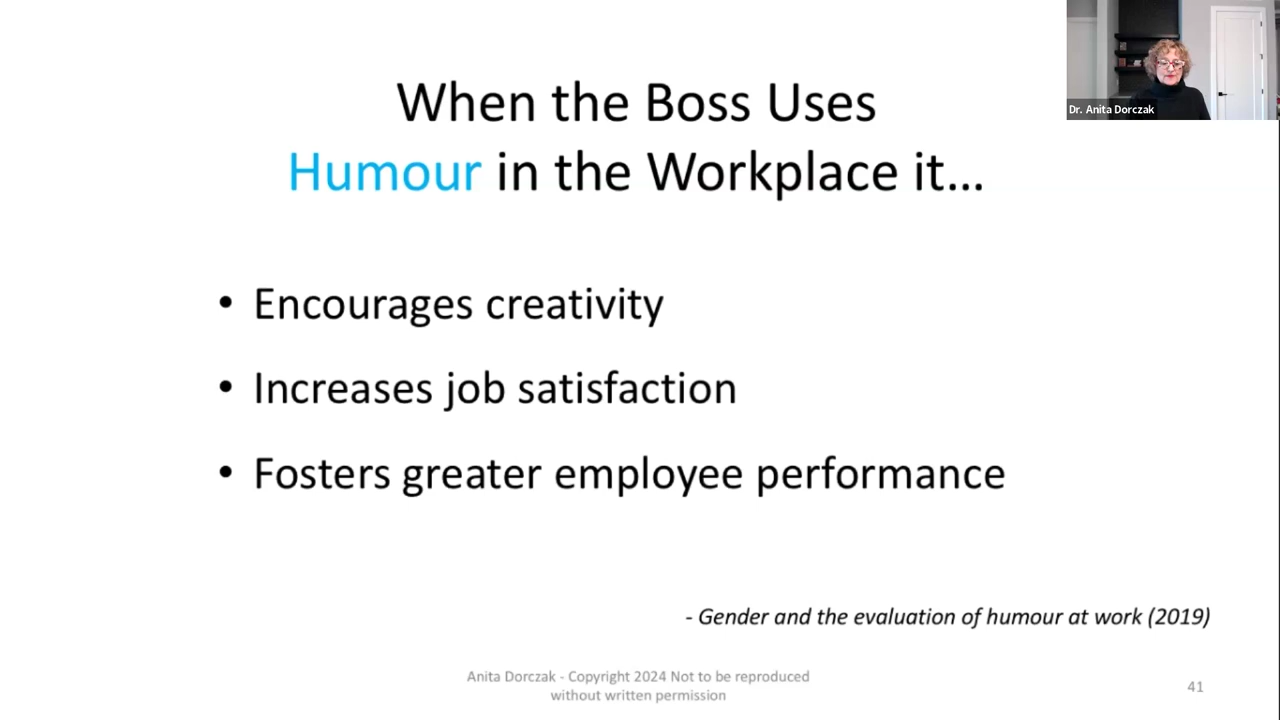 When the Boss Uses
Humour in the Workplace it...
• Encourages creativity
• Increases job satisfaction
• Fosters greater employee performance
- Gender and the evaluation of humour at work (2019)
Anita Dorczak - Copyright 2024 Not to be reproduced
without written permission
41
Dr. Anita Dorczak